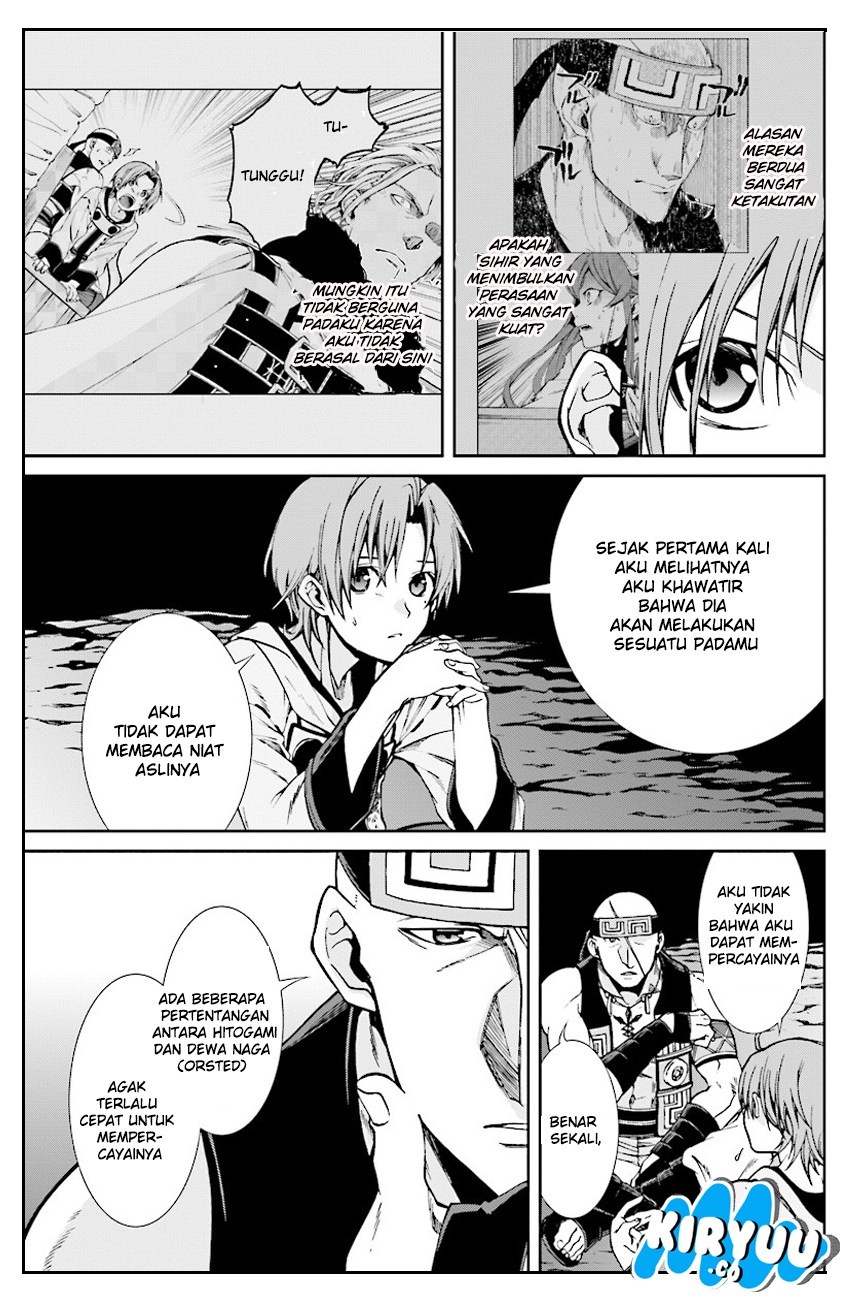 ALASAN
MEREKA
BERDUA
SANGAT
KETAKUTAN
APAKAH
SIHIR YANG
MENIMBULKAN
PERASAAN
YANG SANGAT
KUAT?
TU-
TUNGGU!
MUNGKIN ITU
TIDAK BERGUNA
PADAKU KARENA
AKU TIDAK
BERASAL DARI SINI
SEJAK PERTAMA KALI
AKU MELIHATNYA
AKU KHAWATIR
BAHWA DIA
AKAN MELAKUKAN
SESUATU PADAMU
AKU
TIDAK DAPAT
MEMBACA NIAT
ASLINYA
AKU TIDAK
YAKIN
BAHWA AKU
DAPAT MEM-
PERCAYAINYA
BENAR
SEKALI,
ADA BEBERAPA
PERTENTANGAN
ANTARA HITOGAMI
DAN DEWA NAGA
(ORSTED)
AGAK
TERLALU
CEPAT UNTUK
MEMPER-
CAYAINYA
KIRYUU
.CO